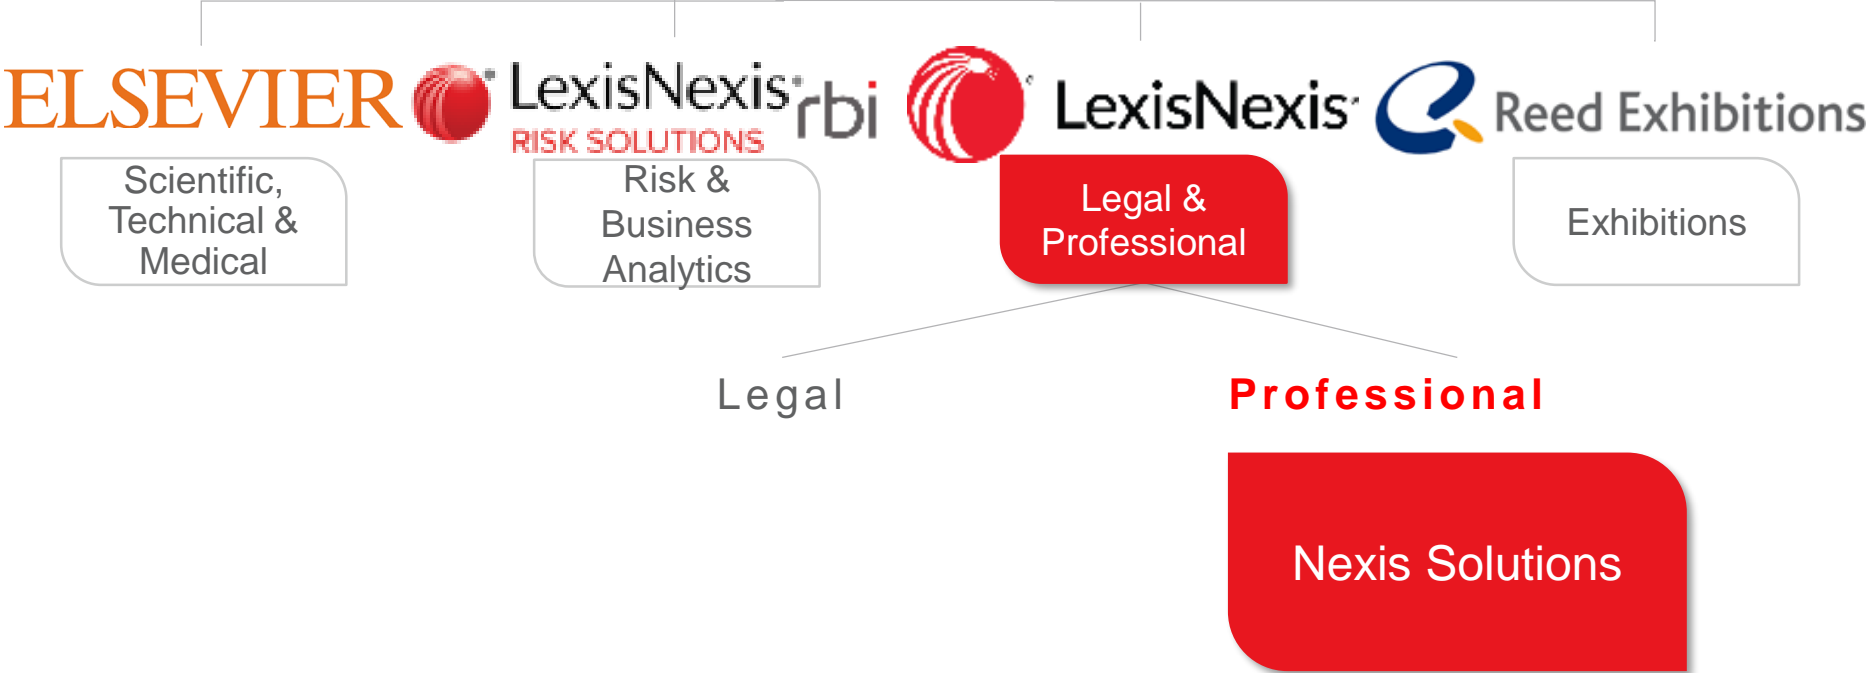 ELSEVIER
LexisNexis®
RISK SOLUTIONS
rbi
LexisNexis®
Reed Exhibitions
Scientific,
Technical &
Medical
Risk &
Business
Analytics
Legal &
Professional
Exhibitions
Legal
Professional
Nexis Solutions